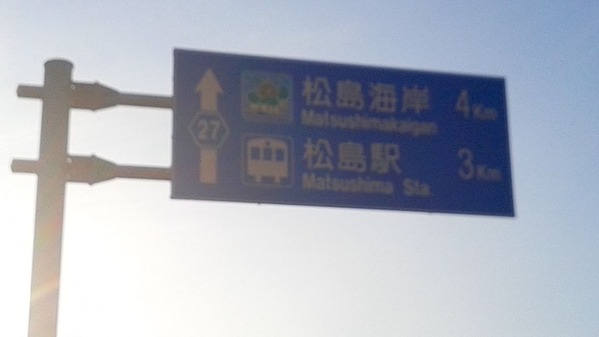 27
松島海岸 4Km
Matsushimakaigan
松島駅 3Km
Matsushima Sta.